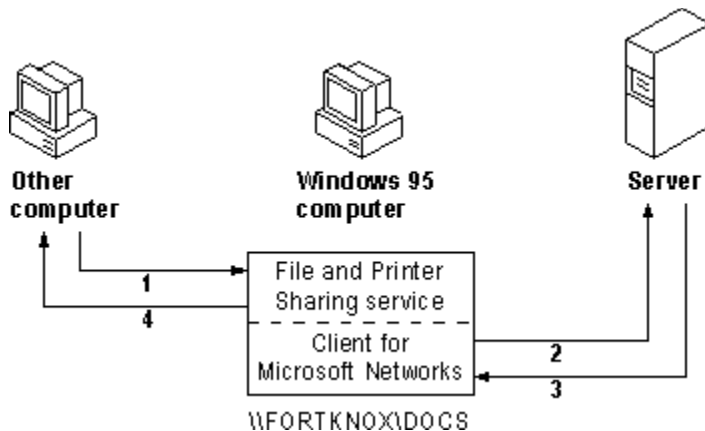 Other
computer
Windows 95
computer
Server
1
File and Printer
Sharing service
4
Client for
Microsoft Networks
2
3
\\FORTKNOX\DOCS